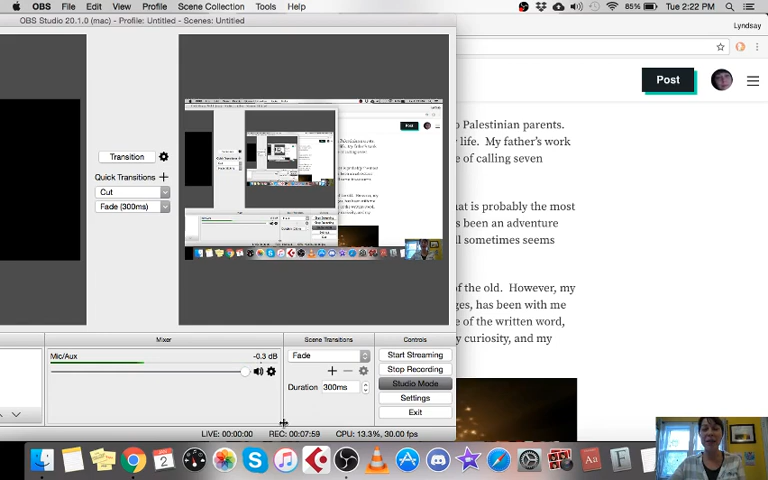 OBS File Edit View Profile Scene Collection Tools Help 85% Tue 2:22 PM
OBS Studio 20.1.0 (mac) - Profile: Untitled - Scenes: Untitled
Lyndsay
Post
o Palestinian parents.
life. My father's work
e of calling seven
Transition
Quick Transitions
Cut
Fade (300ms)
hat is probably the most
s been an adventure
ll sometimes seems
of the old. However, my
ges, has been with me
e of the written word,
y curiosity, and my
Mixer
Scene Transitions
Controls
Mic/Aux -0.3 dB
Fade
Duration 300ms
Start Streaming
Stop Recording
Studio Mode
Settings
Exit
LIVE: 00:00:00 REC: 00:07:59 CPU: 13.3%, 30.00 fps
2